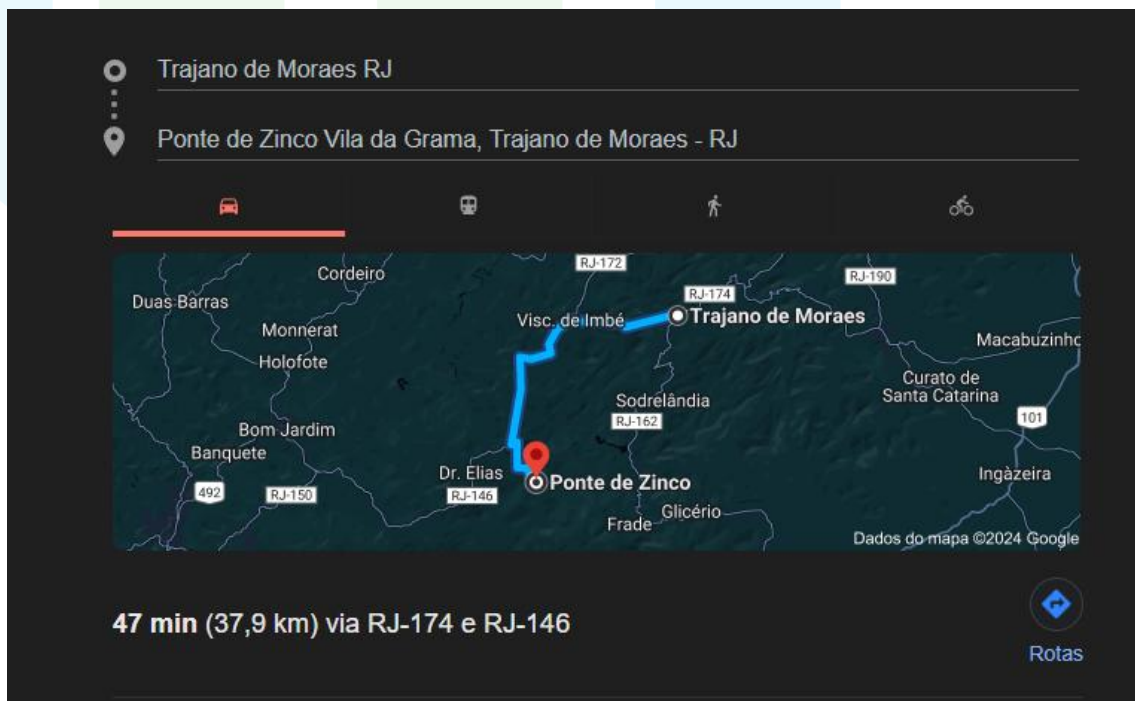 Trajano de Moraes RJ
Ponte de Zinco Vila da Grama, Trajano de Moraes - RJ
Cordeiro
RJ-172
RJ-190
Duas Barras
RJ-174
Visc. de Imbé
Trajano de Moraes
Monnerat
Macabuzinho
Holofote
Curato de
Santa Catarina
Sodrelândia
RJ-162
101
Bom Jardim
Banquete
Dr. Elias
Ponte de Zinco
Ingàzeira
492
RJ-150
RJ-146
Glicério
Frade
Dados do mapa ©2024 Google
47 min (37,9 km) via RJ-174 e RJ-146
Rotas